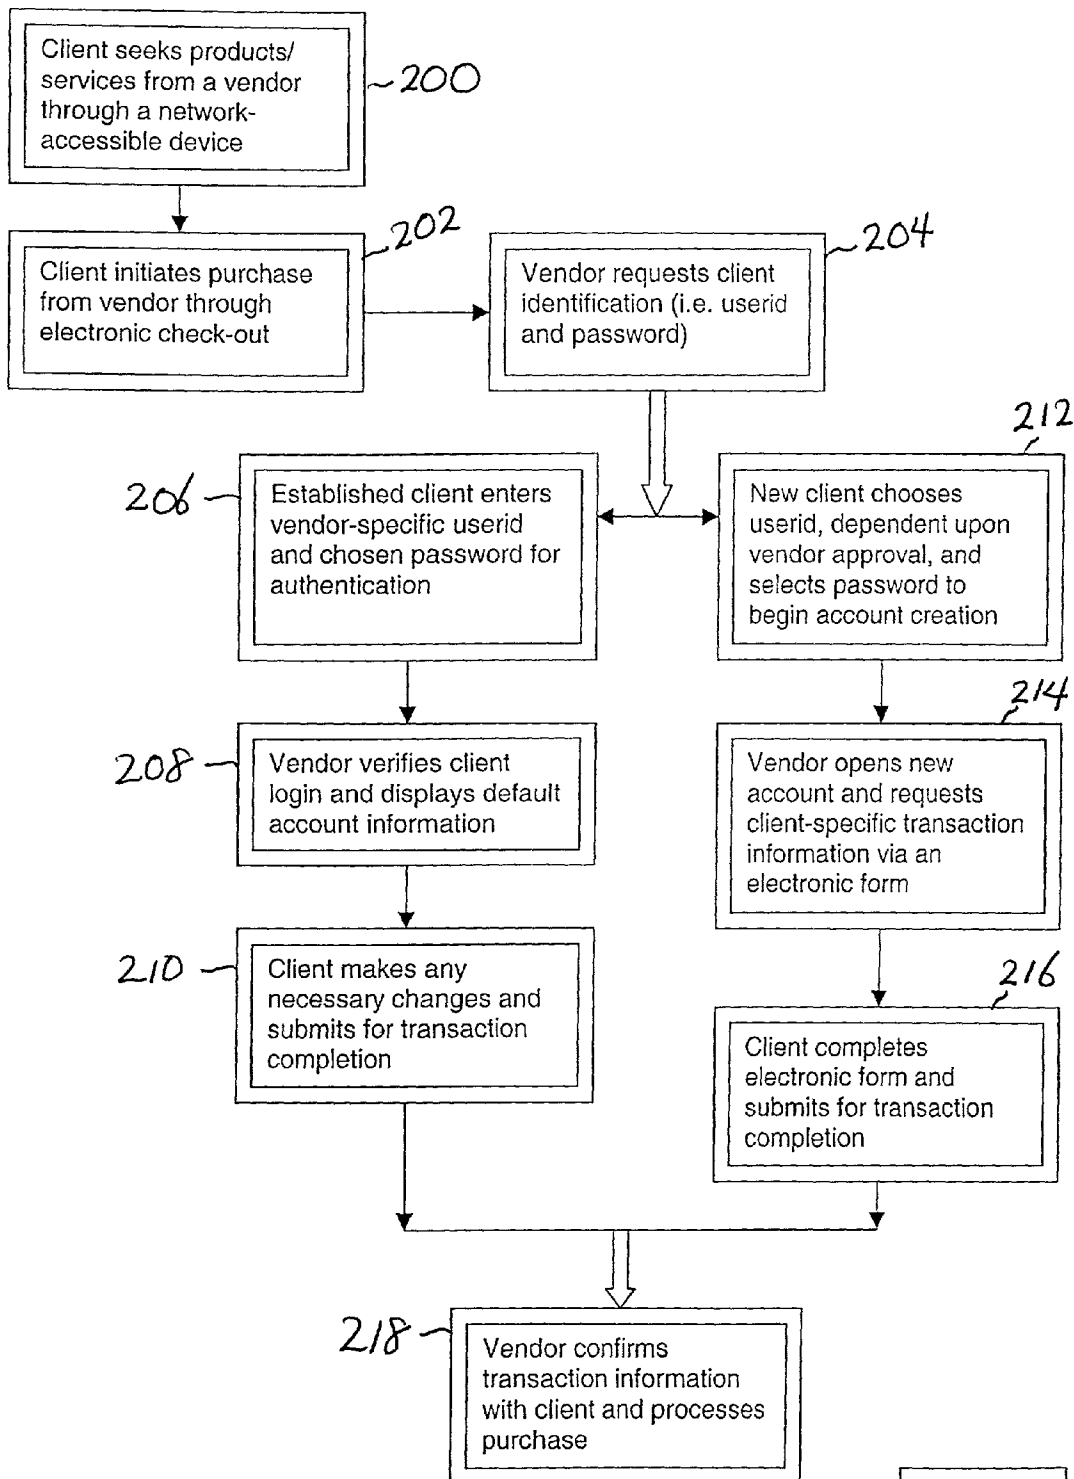 Client seeks products/
services from a vendor
through a network-
accessible device
200
Client initiates purchase
from vendor through
electronic check-out
202
Vendor requests client
identification (i.e. userid
and password)
204
206
Established client enters
vendor-specific userid
and chosen password for
authentication
212
New client chooses
userid, dependent upon
vendor approval, and
selects password to
begin account creation
208
Vendor verifies client
login and displays default
account information
214
Vendor opens new
account and requests
client-specific transaction
information via an
electronic form
210
Client makes any
necessary changes and
submits for transaction
completion
216
Client completes
electronic form and
submits for transaction
completion
218
Vendor confirms
transaction information
with client and processes
purchase